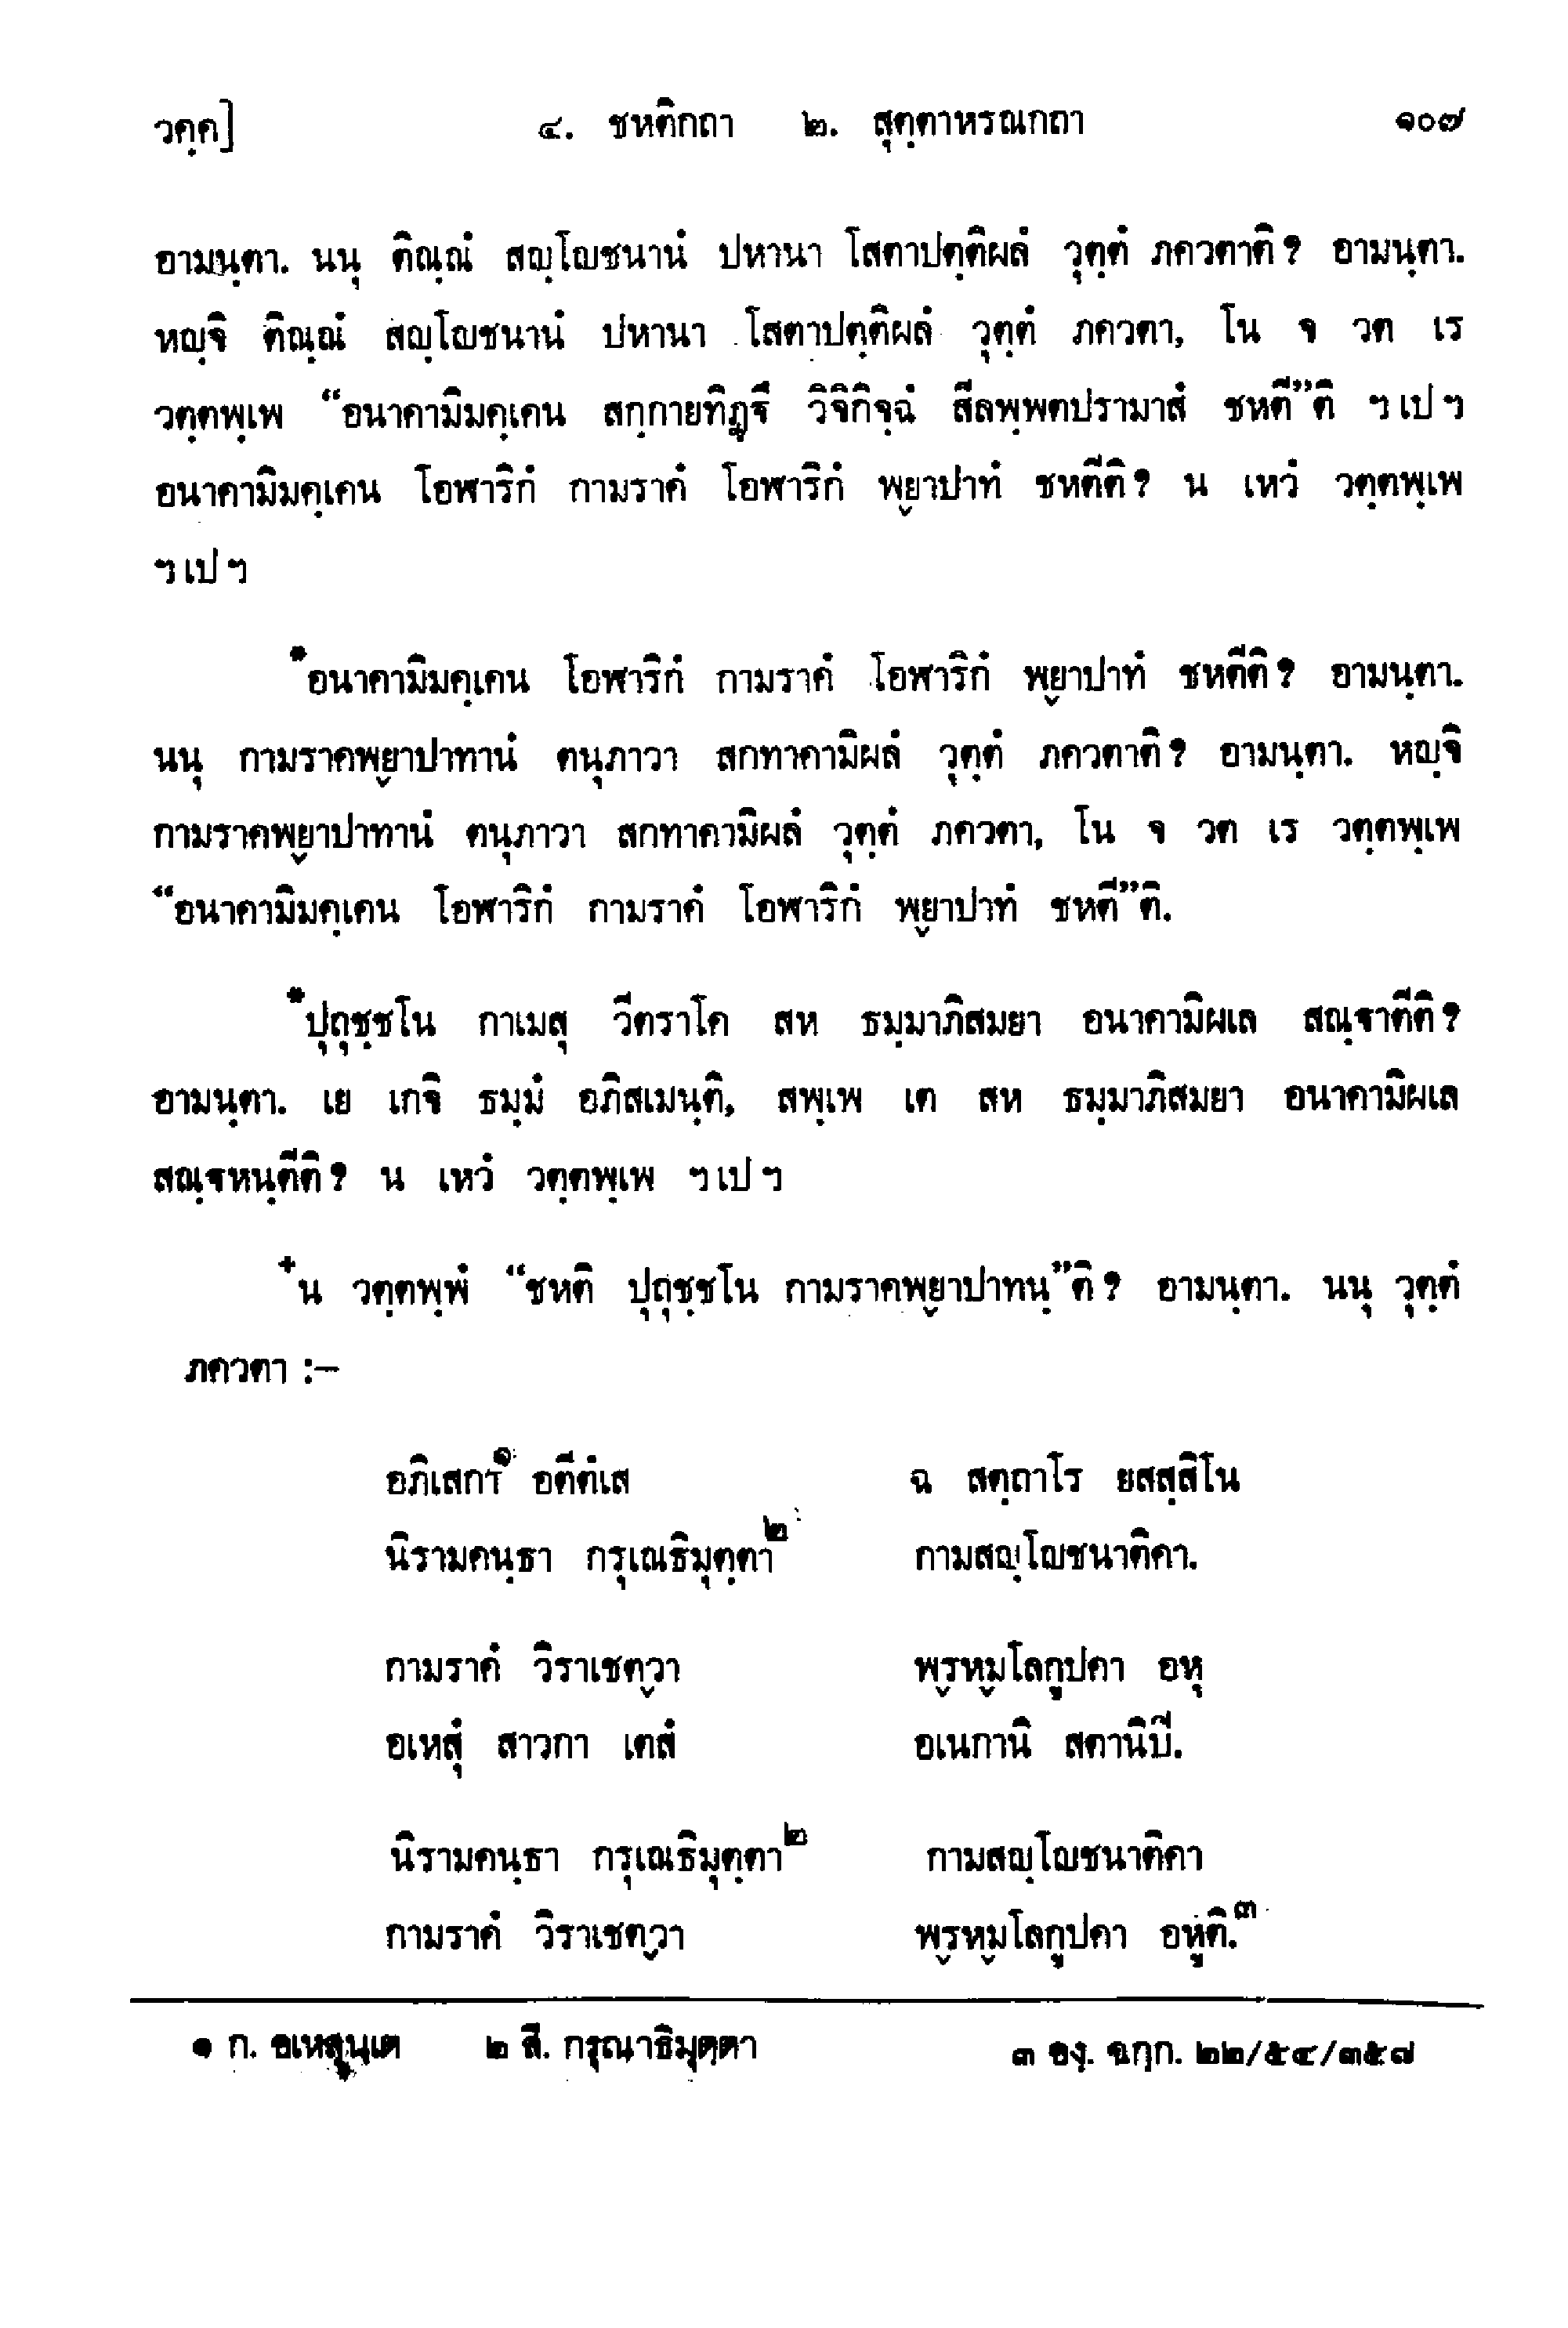 วคฺค]	๔. ชหติกถา ๒. สุตฺตาหรณกถา	๑๐๗
อามนฺตา. นนุ ติณฺณํ สญฺโญชนานํ ปหานา โสตาปตฺติผลํ วุตฺตํ ภควตาติ? อามนฺตา.
หญฺจิ ติณฺณํ สญฺโญชนานํ ปหานา โสตาปตฺติผลํ วุตฺตํ ภควตา, โน จ วต เร
วตฺตพฺเพ “อนาคามิมคฺเคน สกฺกายทิฏฺฐึ วิจิกิจฺฉํ สีลพฺพตปรามาสํ ชหตี”ติ ฯเปฯ
อนาคามิมคฺเคน โอฬาริกํ กามราคํ โอฬาริกํ พฺยาปาทํ ชหตีติ? น เหวํ วตฺตพฺเพ
ฯเปฯ
*อนาคามิมคฺเคน โอฬาริกํ กามราคํ โอฬาริกํ พฺยาปาทํ ชหตีติ? อามนฺตา.
นนุ กามราคพฺยาปาทานํ ตนุภาวา สกทาคามิผลํ วุตฺตํ ภควตาติ? อามนฺตา. หญฺจิ
กามราคพฺยาปาทานํ ตนุภาวา สกทาคามิผลํ วุตฺตํ ภควตา, โน จ วต เร วตฺตพฺเพ
“อนาคามิมคฺเคน โอฬาริกํ กามราคํ โอฬาริกํ พฺยาปาทํ ชหตี”ติ.
*ปุถุชฺชโน กาเมสุ วีตราโค สห ธมฺมาภิสมยา อนาคามิผเล สณฺฐาตีติ?
อามนฺตา. เย เกจิ ธมฺมํ อภิสเมนฺติ, สพฺเพ เต สห ธมฺมาภิสมยา อนาคามิผเล
สณฺฐหนฺตีติ? น เหวํ วตฺตพฺเพ ฯเปฯ
+น วตฺตพฺพํ “ชหติ ปุถุชฺชโน กามราคพฺยาปาทนฺ”ติ? อามนฺตา. นนุ วุตฺตํ
ภควตา :–
อภิเสกา๑ อตีตํเส	ฉ สตฺถาโร ยสสฺสิโน
นิรามคนฺธา กรุเณธิมุตฺตา๒	กามสญฺโญชนาติคา.
กามราคํ วิราเชตฺวา	พฺรหฺมโลกูปคา อหุ
อเหสุํ สาวกา เตสํ	อเนกานิ สตานิปิ.
นิรามคนฺธา กรุเณธิมุตฺตา๒	กามสญฺโญชนาติคา
กามราคํ วิราเชตฺวา	พฺรหฺมโลกูปคา อหูติ.๓
๑ ก. อเหสุนฺเต	๒ สี. กรุณาธิมุตฺตา	๓ องฺ. ฉกฺก. ๒๒/๕๔/๓๕๗